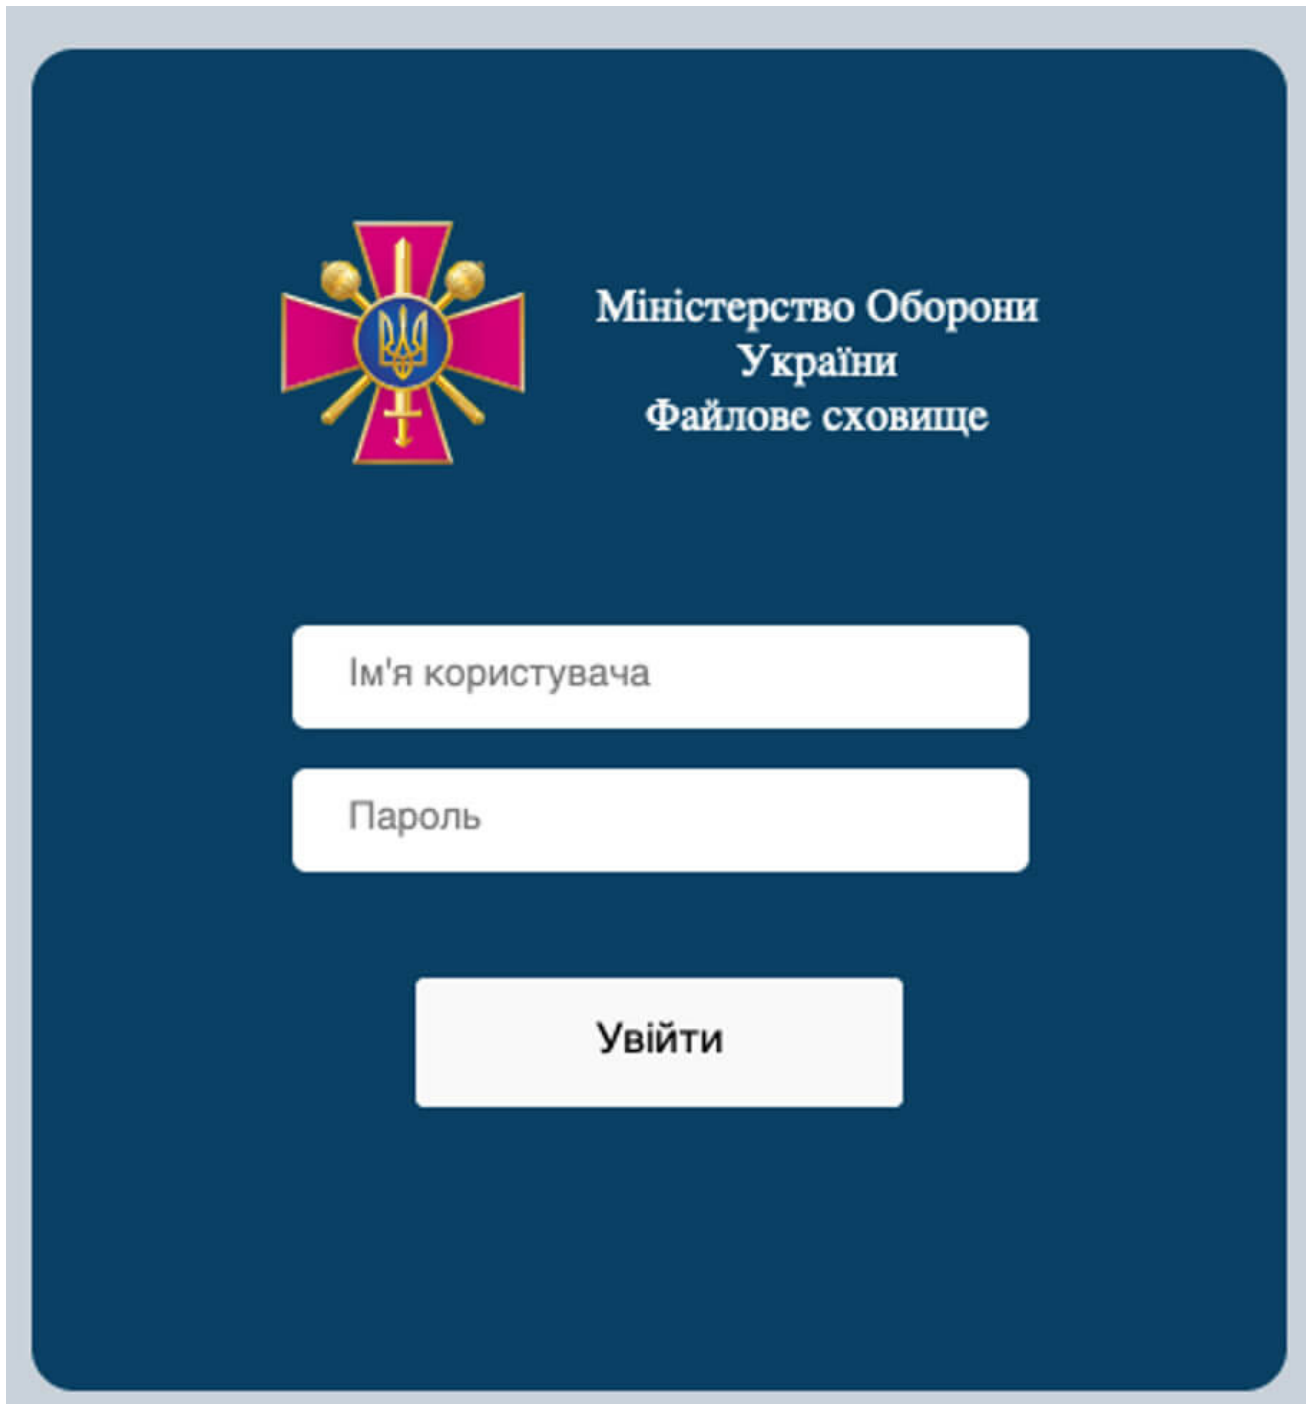 Міністерство Оборони
України
Файлове сховище
Ім'я користувача
Пароль
Увійти